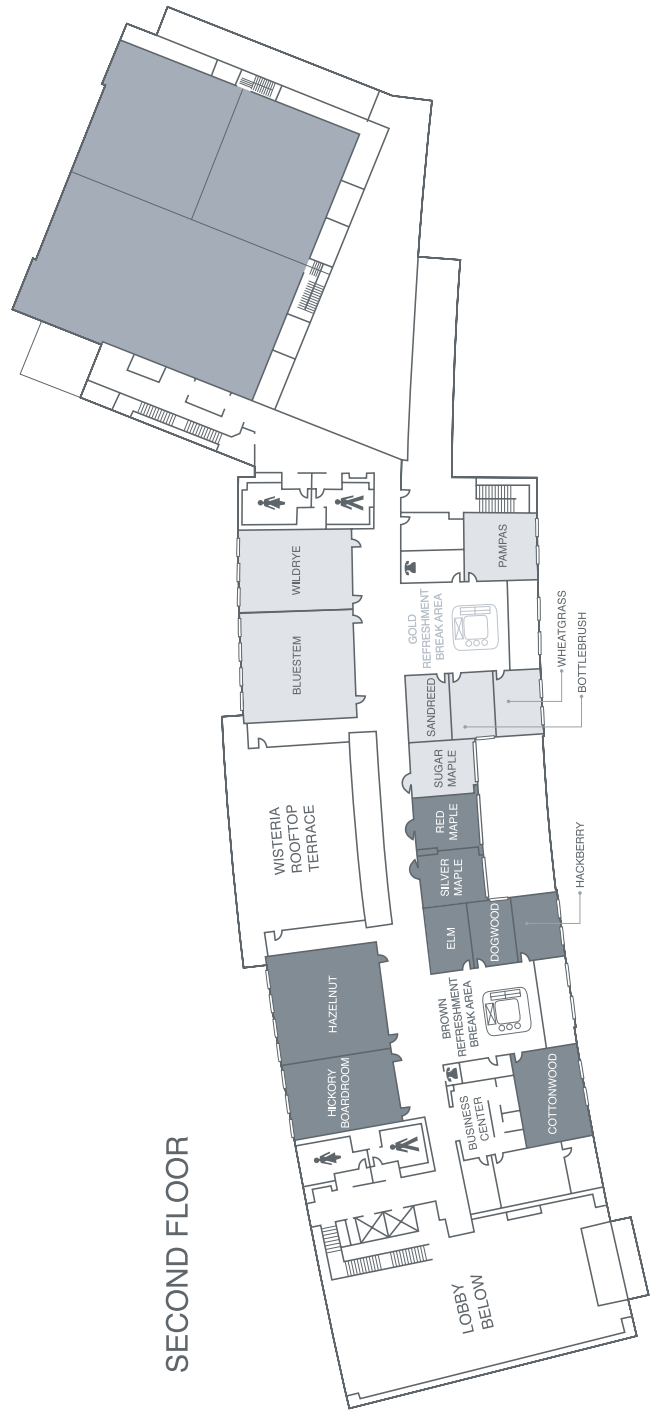 SECOND FLOOR
LOBBY
BELOW
HICKORY
BOARDROOM
HAZELNUT
WISTERIA
ROOFTOP
TERRACE
BLUESTEM
WILDRYE
BUSINESS
CENTER
BROWN
REFRESHMENT
BREAK AREA
COTTONWOOD
ELM
DOGWOOD
HACKBERRY
SILVER
MAPLE
RED
MAPLE
SUGAR
MAPLE
SANDREED
BOTTLEBRUSH
WHEATGRASS
GOLD
REFRESHMENT
BREAK AREA
PAMPAS